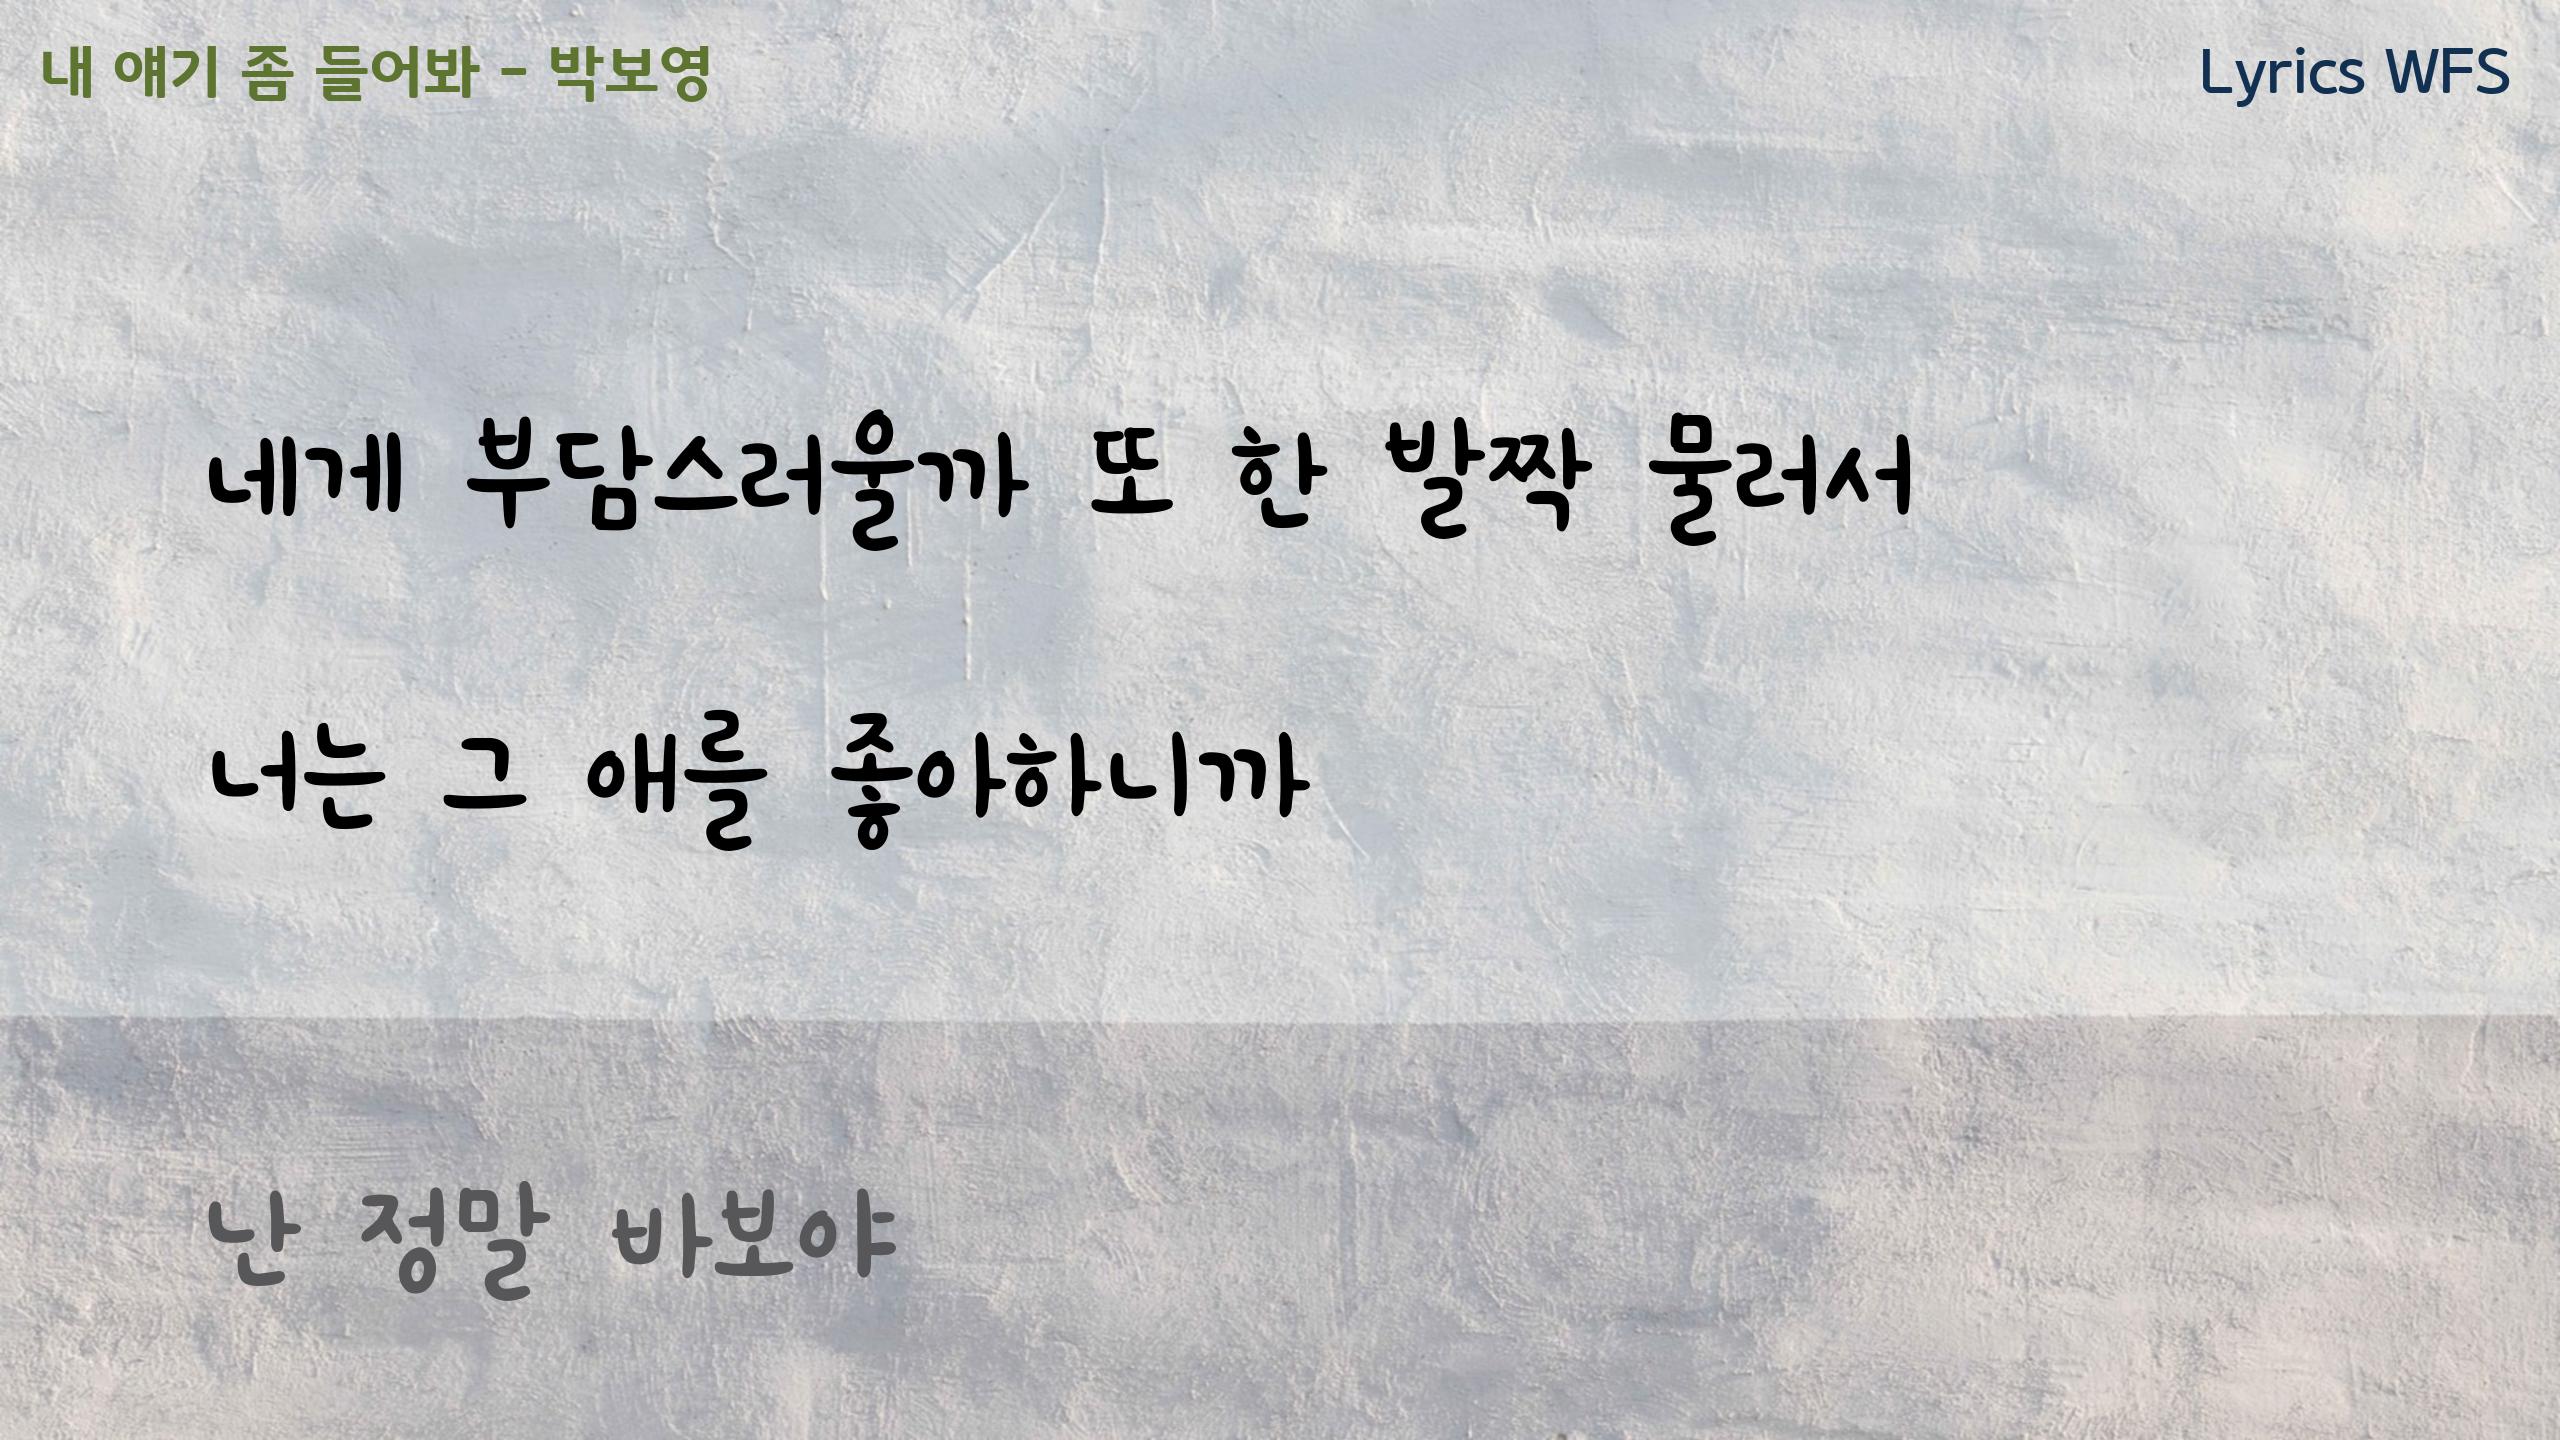 내 얘기 좀 들어봐 - 박보영
Lyrics WFS
네게 부담스러울까 또 한 발짝 물러서
너는 그 애를 좋아하니까
난 정말 바보야